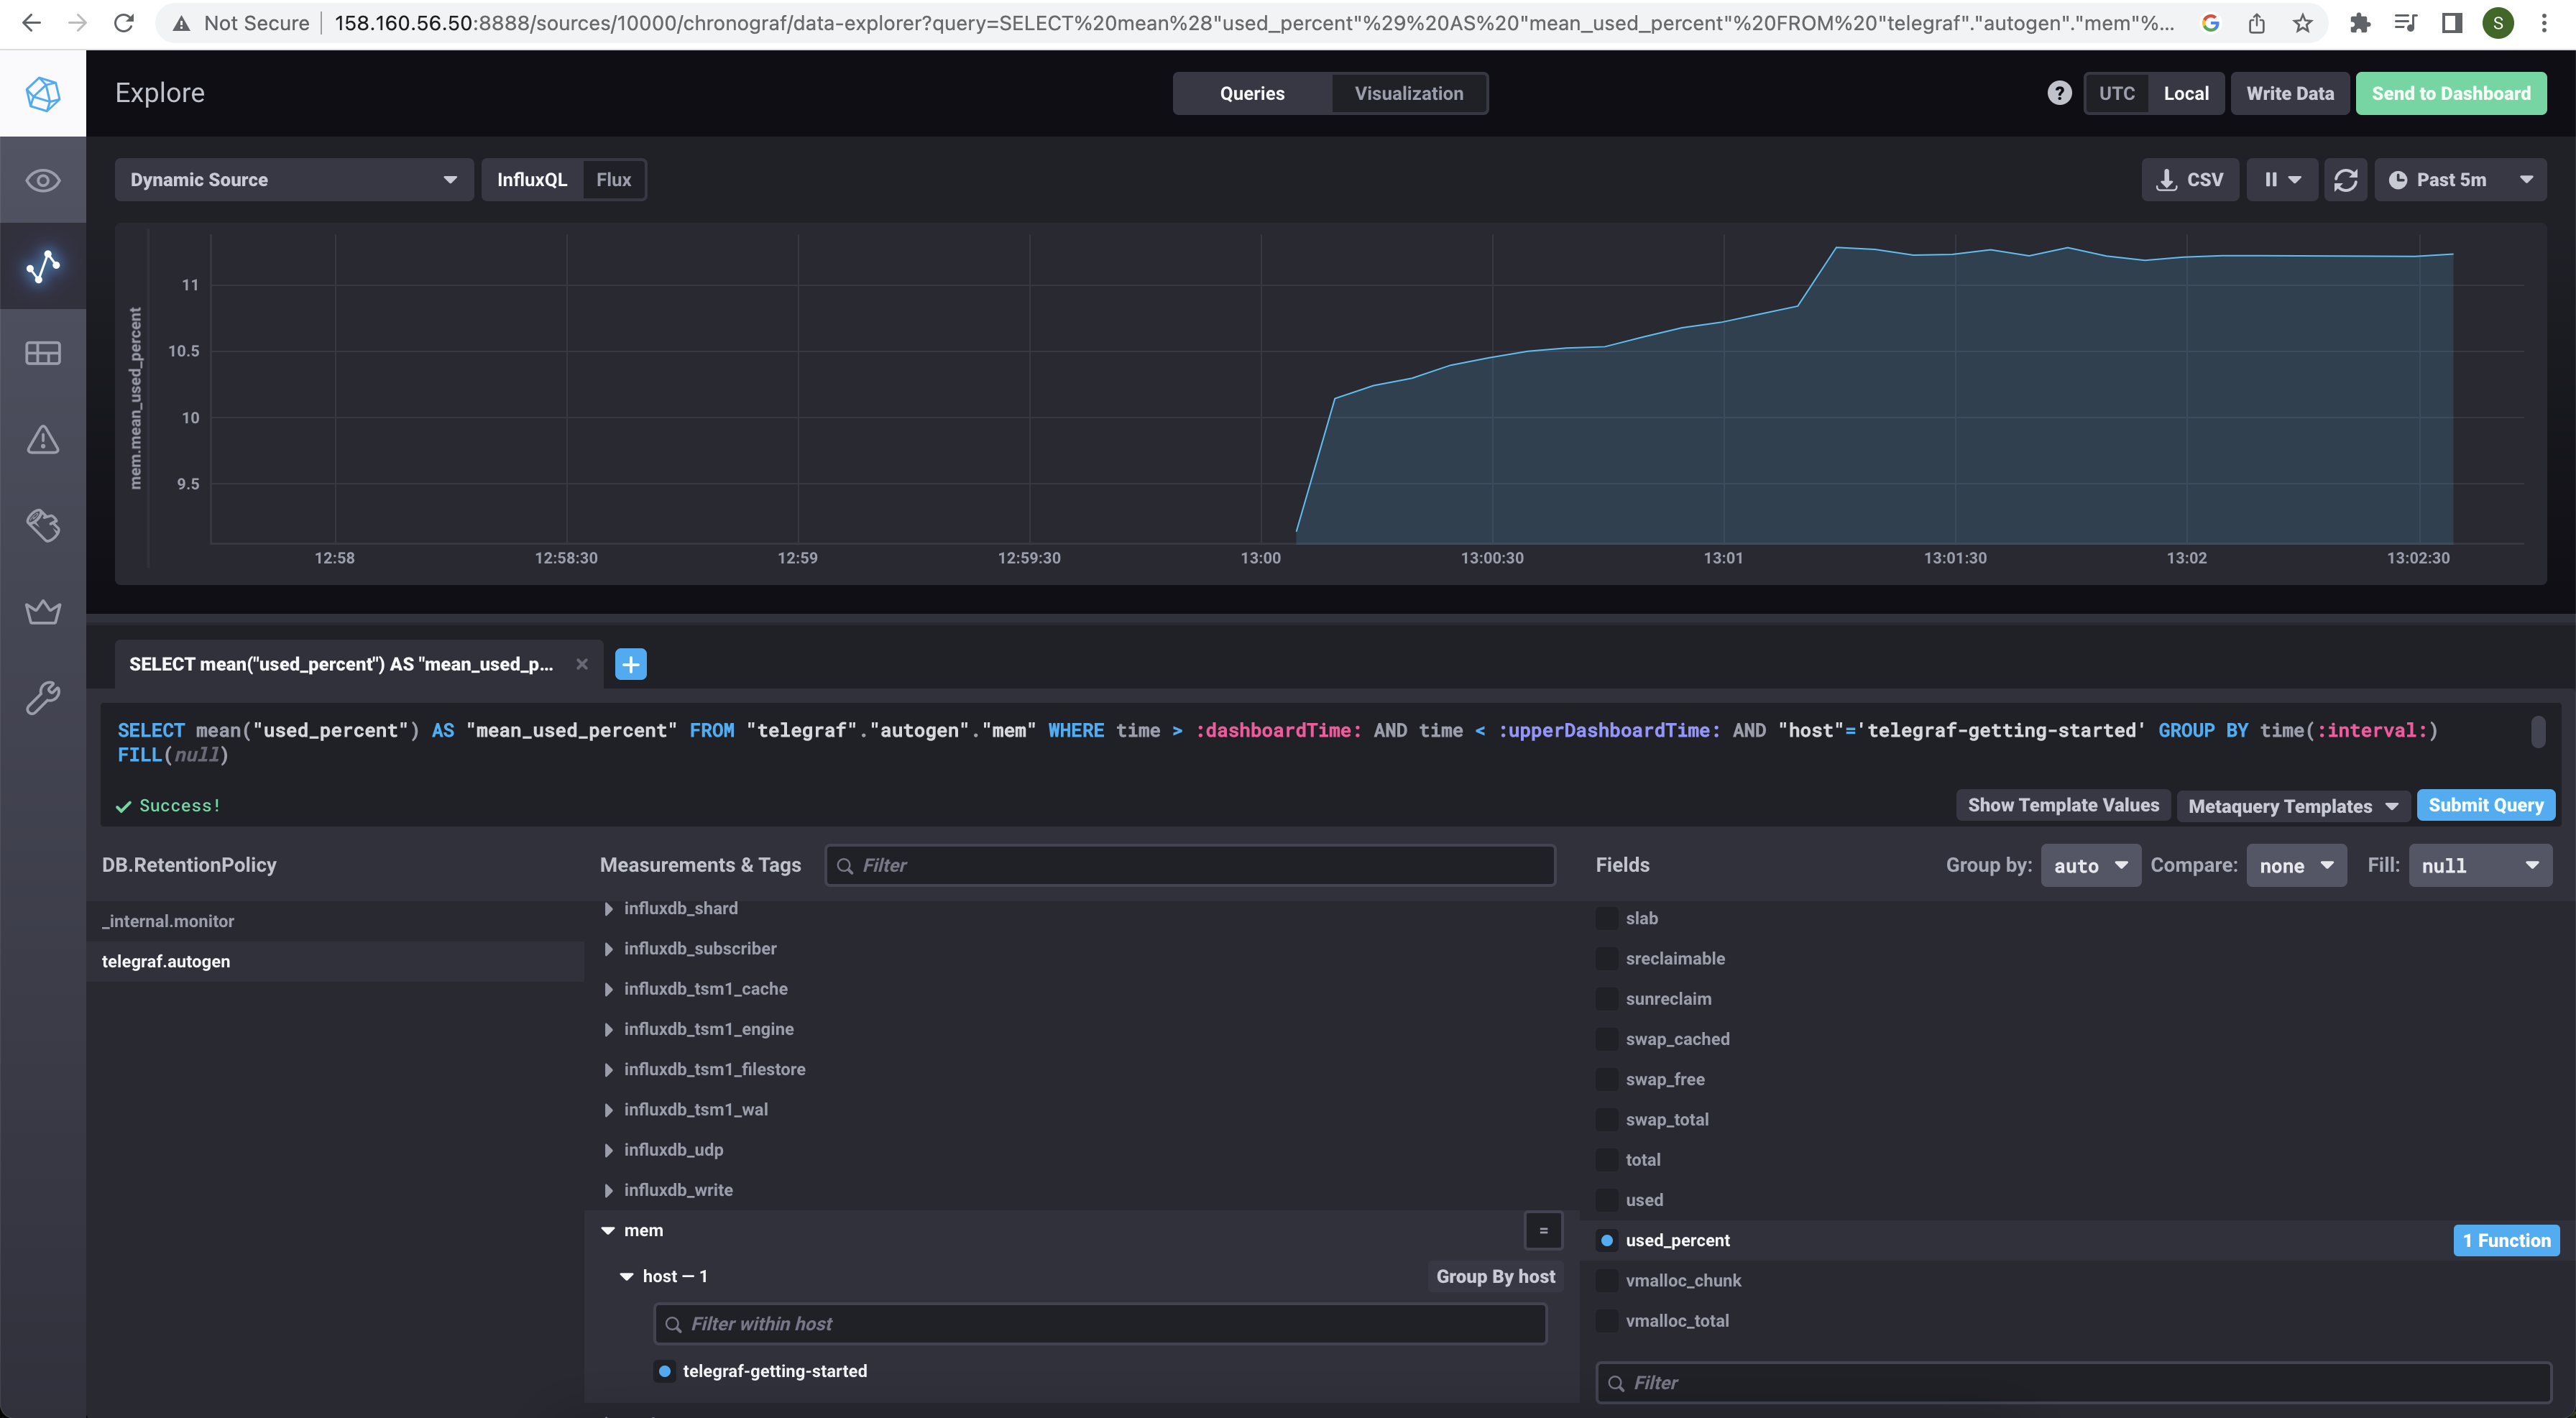 Not Secure
158.160.56.50:8888/sources/10000/chronograf/data-explorer?query=SELECT%20mean%28"used_percent"%29%20AS%20"mean_used_percent"%20FROM%20"telegraf"."autogen"."mem"%...
S
Explore
Queries
Visualization
?
UTC
Local
Write Data
Send to Dashboard
Dynamic Source
InfluxQL
Flux
CSV
Past 5m
mem.mean_used_percent
11
10.5
10
9.5
12:58
12:58:30
12:59
12:59:30
13:00
13:00:30
13:01
13:01:30
13:02
13:02:30
SELECT mean("used_percent") AS "mean_used_p...
SELECT mean("used_percent") AS "mean_used_percent" FROM "telegraf"."autogen"."mem" WHERE time > :dashboardTime: AND time < :upperDashboardTime: AND "host"='telegraf-getting-started' GROUP BY time(:interval:)
FILL(null)
Success!
Show Template Values
Metaquery Templates
Submit Query
DB.RetentionPolicy
_internal.monitor
telegraf.autogen
Measurements & Tags
Filter
influxdb_shard
influxdb_subscriber
influxdb_tsm1_cache
influxdb_tsm1_engine
influxdb_tsm1_filestore
influxdb_tsm1_wal
influxdb_udp
influxdb_write
mem
=
host — 1
Group By host
Filter within host
telegraf-getting-started
Fields
Group by:
auto
Compare:
none
Fill:
null
slab
sreclaimable
sunreclaim
swap_cached
swap_free
swap_total
total
used
used_percent
1 Function
vmalloc_chunk
vmalloc_total
Filter